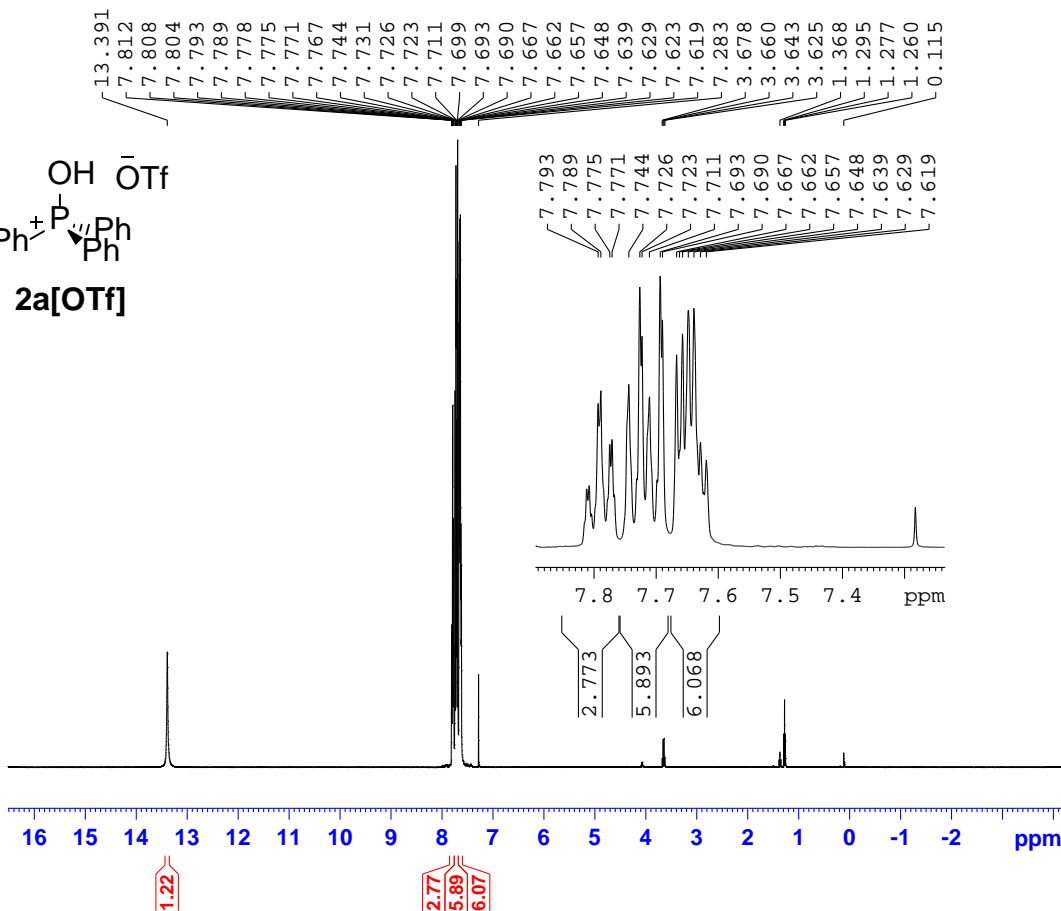 13.391 7.812 7.808 7.804 7.793 7.789 7.778 7.775 7.771 7.767 7.744 7.731 7.726 7.723 7.711 7.699 7.693 7.690 7.667 7.662 7.657 7.648 7.639 7.629 7.623 7.619 7.283 3.678 3.660 3.643 3.625 1.368 1.295 1.277 1.260 0.115
7.793 7.789 7.775 7.771 7.744 7.726 7.723 7.711 7.693 7.690 7.667 7.662 7.657 7.648 7.639 7.629 7.619
OH ŌTf
Ph + P Ph
Ph
2a[OTf]
7.8 7.7 7.6 7.5 7.4 ppm
2.773 5.893 6.068
16 15 14 13 12 11 10 9 8 7 6 5 4 3 2 1 0 -1 -2 ppm
1.22 2.77 5.89 6.07